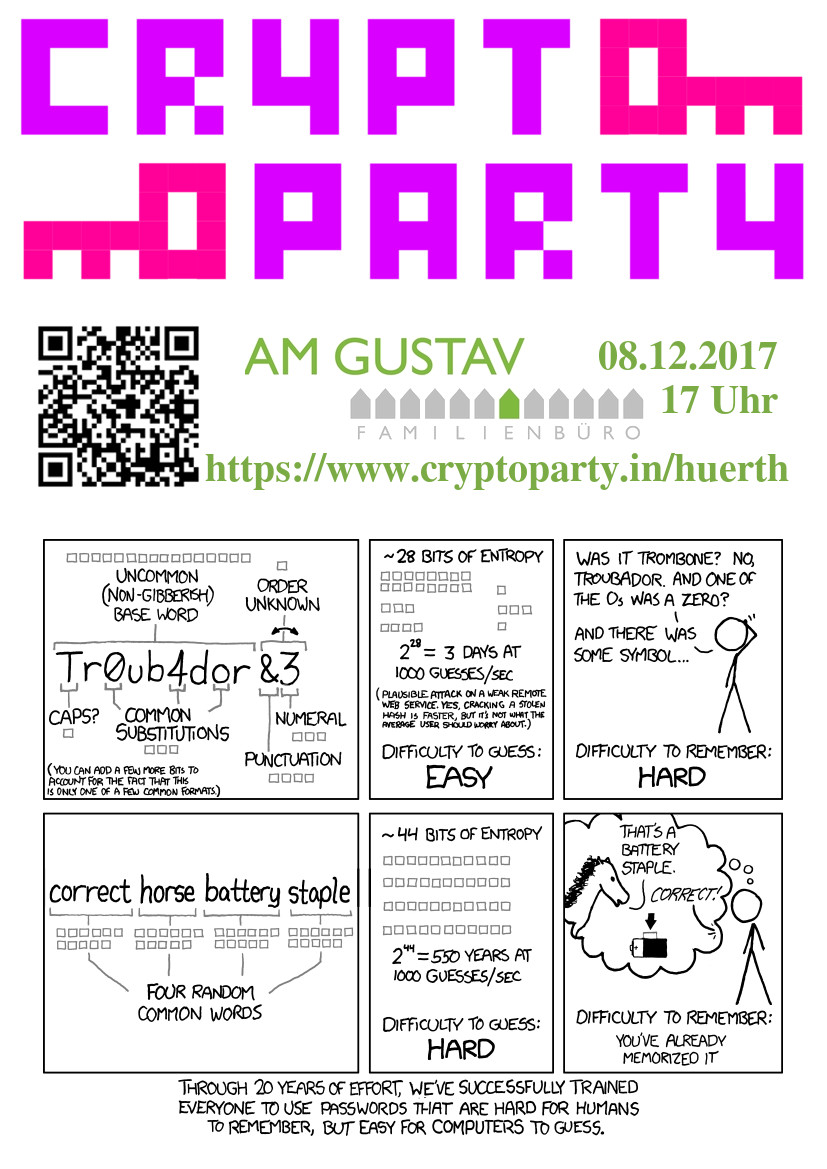 CRYPTO
PARTY
AM GUSTAV
08.12.2017
17 Uhr
FAMILIENBÜRO
https://www.cryptoparty.in/huerth
UNCOMMON
(NON-GIBBERISH)
BASE WORD
ORDER
UNKNOWN
Tr0ub4dor &3
CAPS?
COMMON
SUBSTITUTIONS
NUMERAL
PUNCTUATION
(YOU CAN ADD A FEW MORE BITS TO
ACCOUNT FOR THE FACT THAT THIS
IS ONLY ONE OF A FEW COMMON FORMATS.)
~28 BITS OF ENTROPY
2²⁸ = 3 DAYS AT
1000 GUESSES/SEC
(PLAUSIBLE ATTACK ON A WEAK REMOTE
WEB SERVICE. YES, CRACKING A STOLEN
HASH IS FASTER, BUT IT'S NOT WHAT THE
AVERAGE USER SHOULD WORRY ABOUT.)
DIFFICULTY TO GUESS:
EASY
WAS IT TROMBONE? NO,
TROUBADOR. AND ONE OF
THE Os WAS A ZERO?
AND THERE WAS
SOME SYMBOL...
DIFFICULTY TO REMEMBER:
HARD
correct horse battery staple
FOUR RANDOM
COMMON WORDS
~44 BITS OF ENTROPY
2⁴⁴ = 550 YEARS AT
1000 GUESSES/SEC
DIFFICULTY TO GUESS:
HARD
THAT'S A
BATTERY
STAPLE.
CORRECT!
DIFFICULTY TO REMEMBER:
YOU'VE ALREADY
MEMORIZED IT
THROUGH 20 YEARS OF EFFORT, WE'VE SUCCESSFULLY TRAINED
EVERYONE TO USE PASSWORDS THAT ARE HARD FOR HUMANS
TO REMEMBER, BUT EASY FOR COMPUTERS TO GUESS.